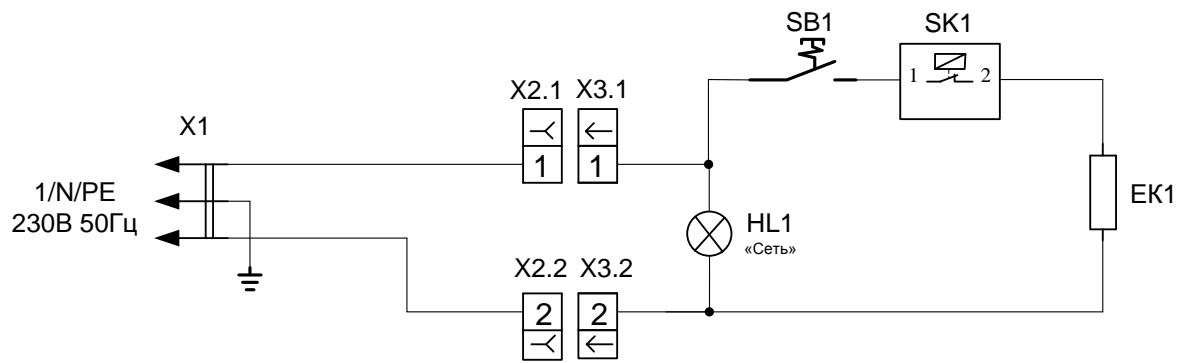 SB1
SK1
1 2
X2.1 X3.1
X1
1 1
1/N/PE
230В 50Гц
HL1
«Сеть»
EK1
X2.2 X3.2
2 2